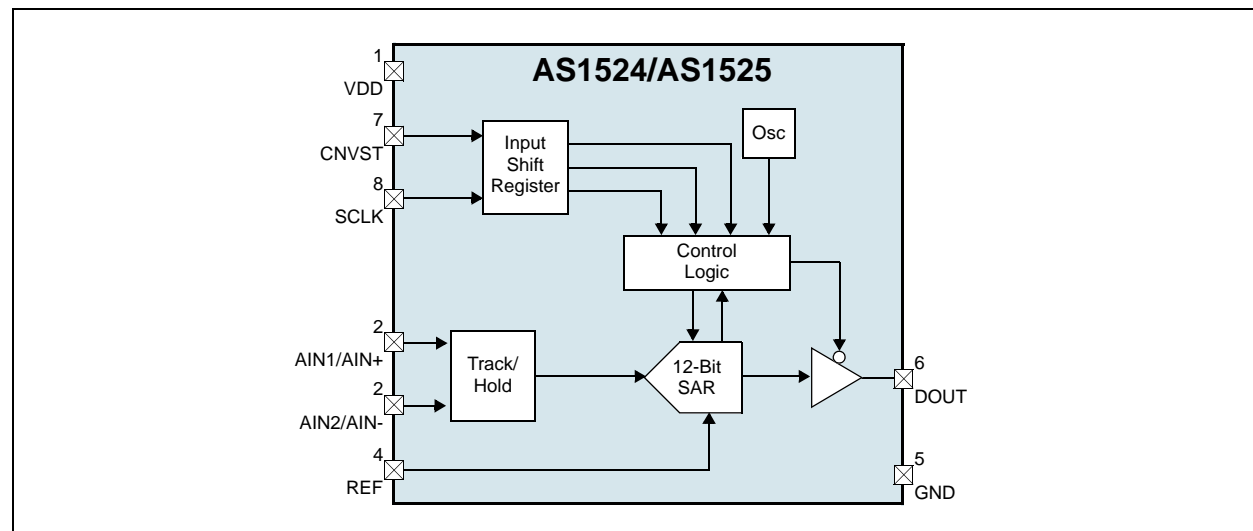 AS1524/AS1525
1
VDD
7
CNVST
8
SCLK
Input
Shift
Register
Osc
Control
Logic
2
AIN1/AIN+
2
AIN2/AIN-
4
REF
Track/
Hold
12-Bit
SAR
6
DOUT
5
GND